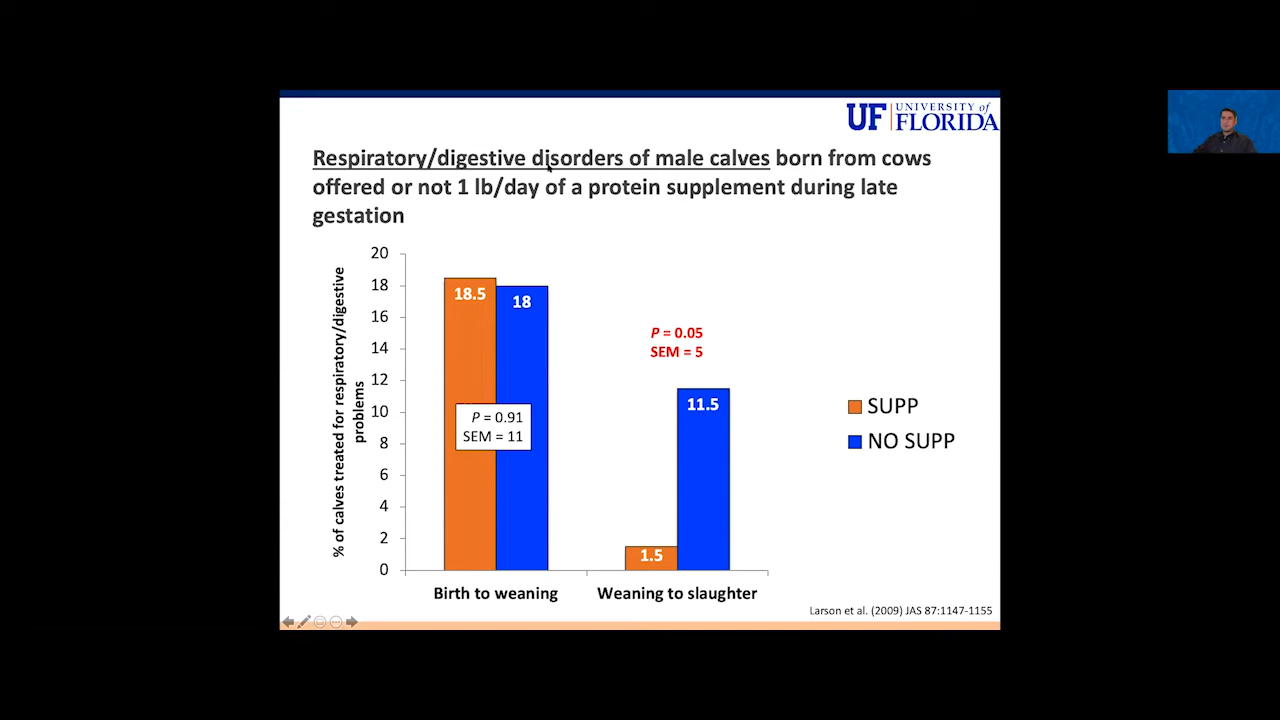 UF UNIVERSITY of
FLORIDA
Respiratory/digestive disorders of male calves born from cows
offered or not 1 lb/day of a protein supplement during late
gestation
% of calves treated for respiratory/digestive
problems
20
18
16
14
12
10
8
6
4
2
0
18.5
18
P = 0.91
SEM = 11
P = 0.05
SEM = 5
1.5
11.5
Birth to weaning
Weaning to slaughter
SUPP
NO SUPP
Larson et al. (2009) JAS 87:1147-1155